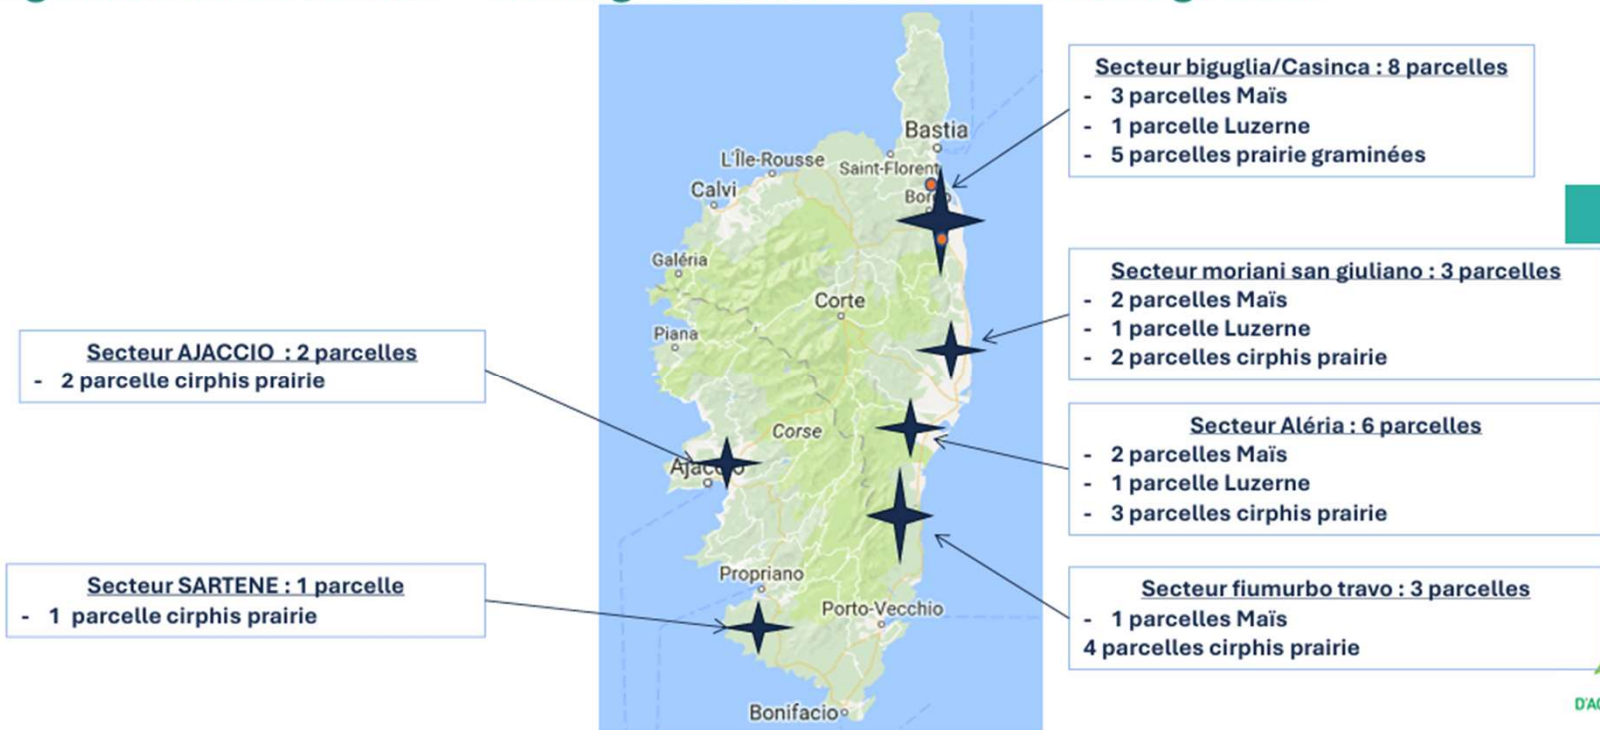 Secteur biguglia/Casinca : 8 parcelles
- 3 parcelles Maïs
- 1 parcelle Luzerne
- 5 parcelles prairie graminées
Secteur moriani san giuliano : 3 parcelles
- 2 parcelles Maïs
- 1 parcelle Luzerne
- 2 parcelles cirphis prairie
Secteur AJACCIO : 2 parcelles
- 2 parcelle cirphis prairie
Secteur Aléria : 6 parcelles
- 2 parcelles Maïs
- 1 parcelle Luzerne
- 3 parcelles cirphis prairie
Secteur SARTENE : 1 parcelle
- 1 parcelle cirphis prairie
Secteur fiumurbo travo : 3 parcelles
- 1 parcelles Maïs
4 parcelles cirphis prairie
Bastia
L'Île-Rousse
Saint-Florent
Calvi
Borgo
Galéria
Corte
Piana
Corse
Ajaccio
Propriano
Porto-Vecchio
Bonifacio